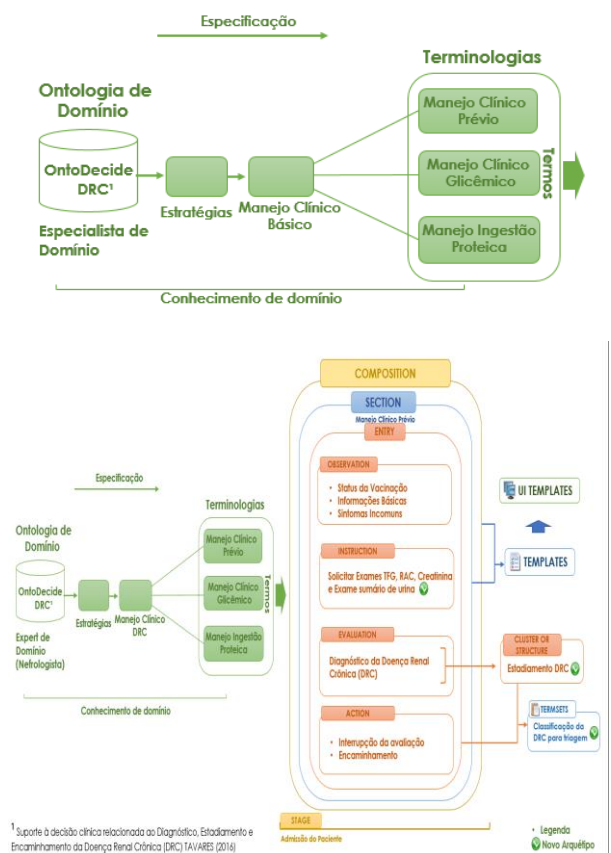 Especificação
Terminologias
Ontologia de
Domínio
Manejo Clínico
Prévio
OntoDecide
DRC¹
Estratégias
Manejo Clínico
Básico
Manejo Clínico
Glicêmico
Termos
Especialista de
Domínio
Manejo Ingestão
Proteica
Conhecimento de domínio
COMPOSITION
SECTION
Manejo Clínico Prévio
ENTRY
OBSERVATION
• Status da Vacinação
• Informações Básicas
• Sintomas Incomuns
INSTRUCTION
Solicitar Exames TFG, RAC, Creatinina
e Exame sumário de urina
EVALUATION
Diagnóstico da Doença Renal
Crônica (DRC)
ACTION
• Interrupção da avaliação
• Encaminhamento
STAGE
Admissão do Paciente
UI TEMPLATES
TEMPLATES
CLUSTER OR
STRUCTURE
Estadiamento DRC
TERMSETS
Classificação da
DRC para triagem
Especificação
Terminologias
Ontologia de
Domínio
Manejo Clínico
Prévio
OntoDecide
DRC¹
Estratégias
Manejo Clínico
DRC
Manejo Clínico
Glicêmico
Termos
Expert de
Domínio
(Nefrologista)
Manejo Ingestão
Proteica
Conhecimento de domínio
¹ Suporte à decisão clínica relacionada ao Diagnóstico, Estadiamento e
Encaminhamento da Doença Renal Crônica (DRC) TAVARES (2016)
• Legenda
Novo Arquétipo